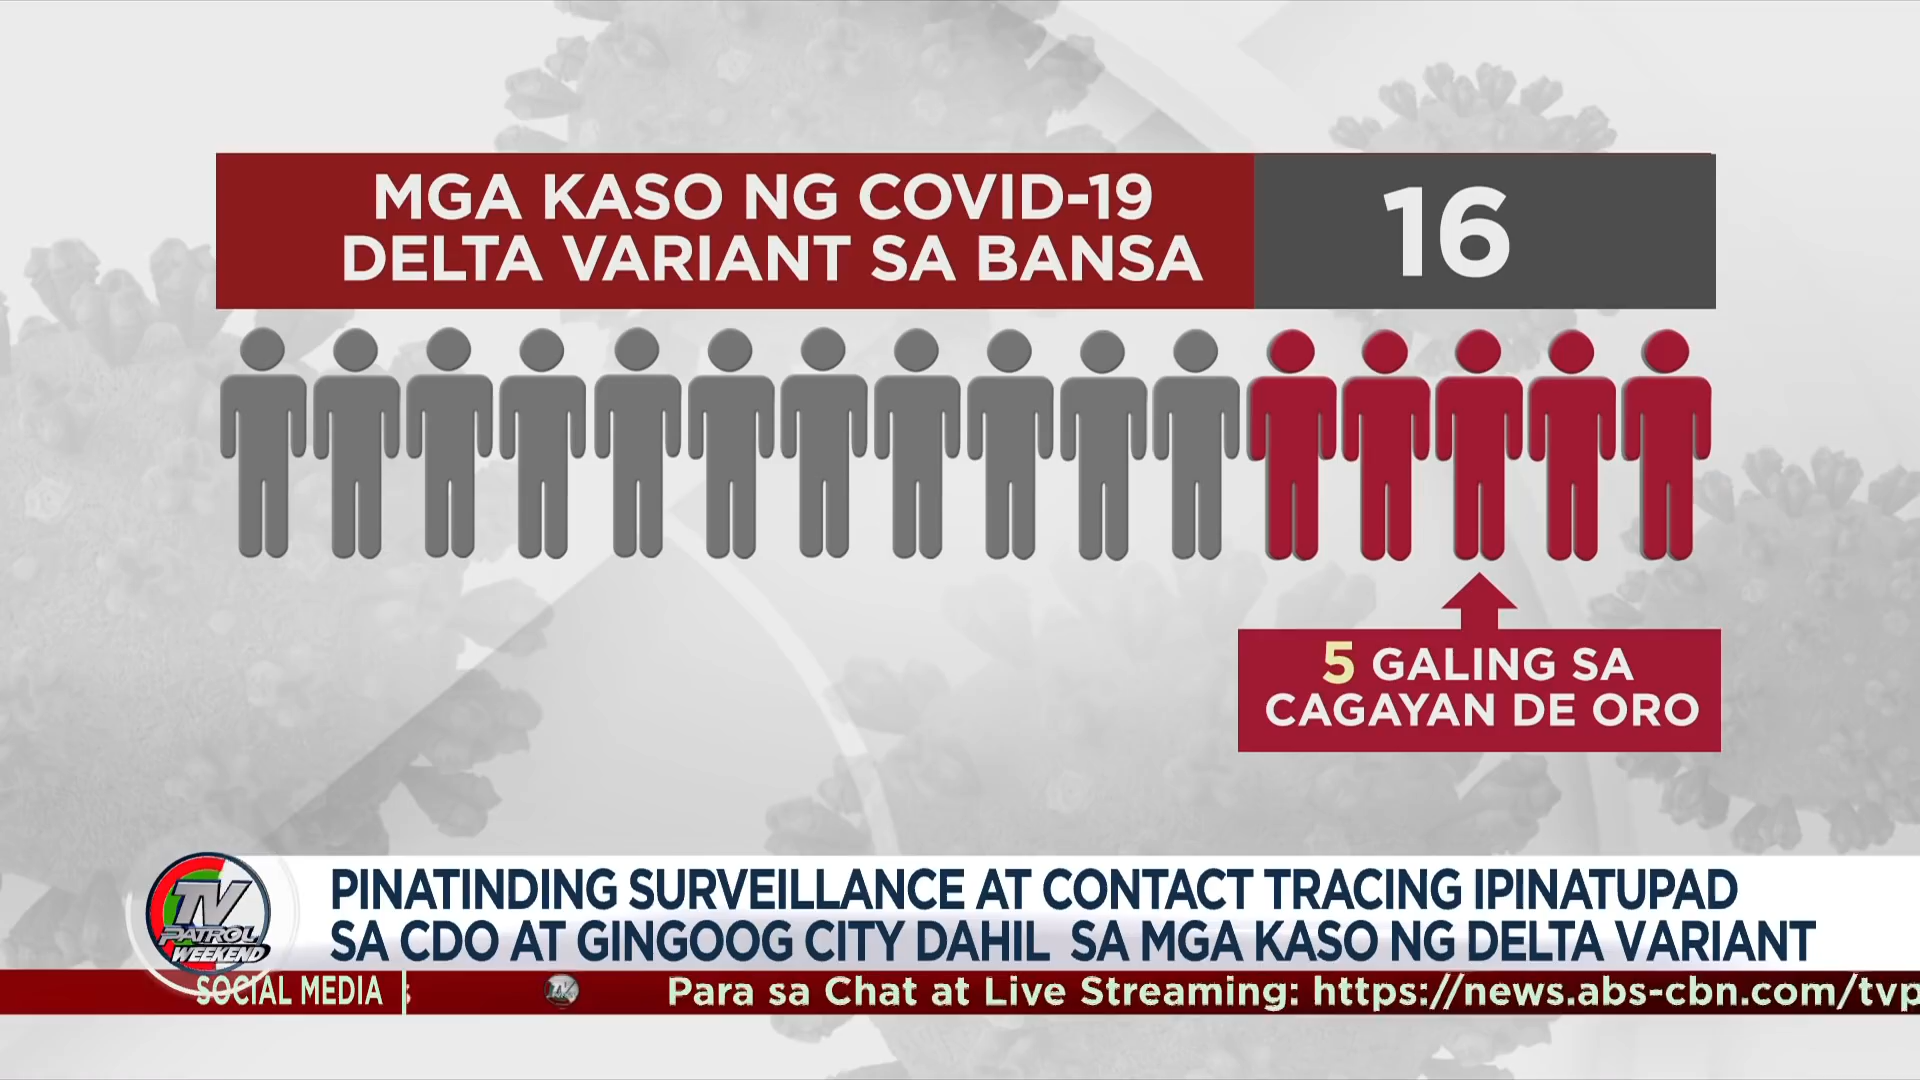 MGA KASO NG COVID-19
DELTA VARIANT SA BANSA
16
5 GALING SA
CAGAYAN DE ORO
TV
PATROL
WEEKEND
PINATINDING SURVEILLANCE AT CONTACT TRACING IPINATUPAD
SA CDO AT GINGOOG CITY DAHIL SA MGA KASO NG DELTA VARIANT
SOCIAL MEDIA
Para sa Chat at Live Streaming: https://news.abs-cbn.com/tvp